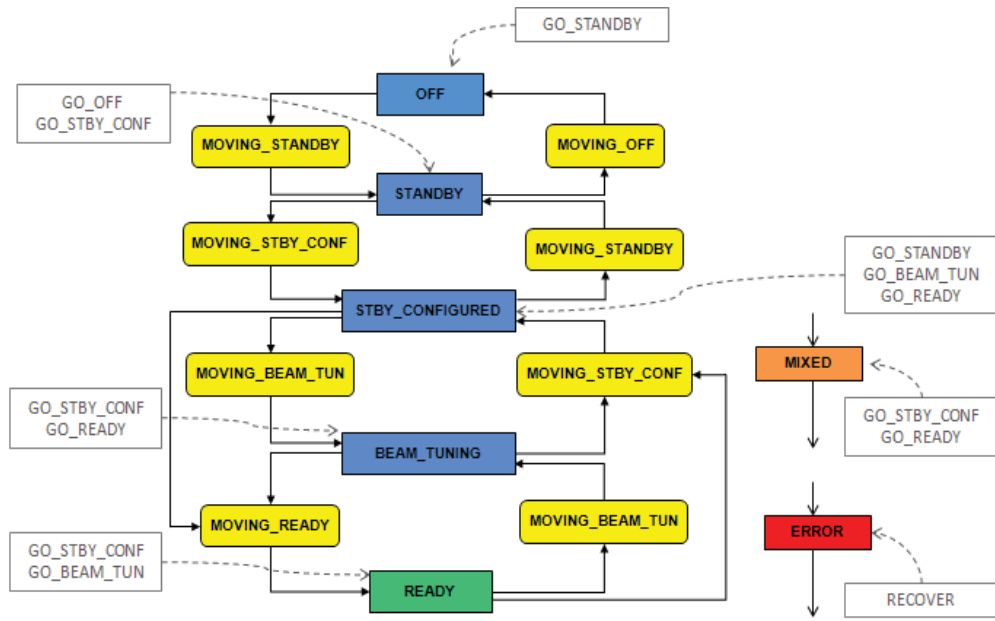 GO_STANDBY
OFF
GO_OFF
GO_STBY_CONF
MOVING_STANDBY
MOVING_OFF
STANDBY
MOVING_STBY_CONF
MOVING_STANDBY
GO_STANDBY
GO_BEAM_TUN
GO_READY
STBY_CONFIGURED
MOVING_BEAM_TUN
MOVING_STBY_CONF
MIXED
GO_STBY_CONF
GO_READY
GO_STBY_CONF
GO_READY
BEAM_TUNING
MOVING_READY
MOVING_BEAM_TUN
ERROR
GO_STBY_CONF
GO_BEAM_TUN
READY
RECOVER